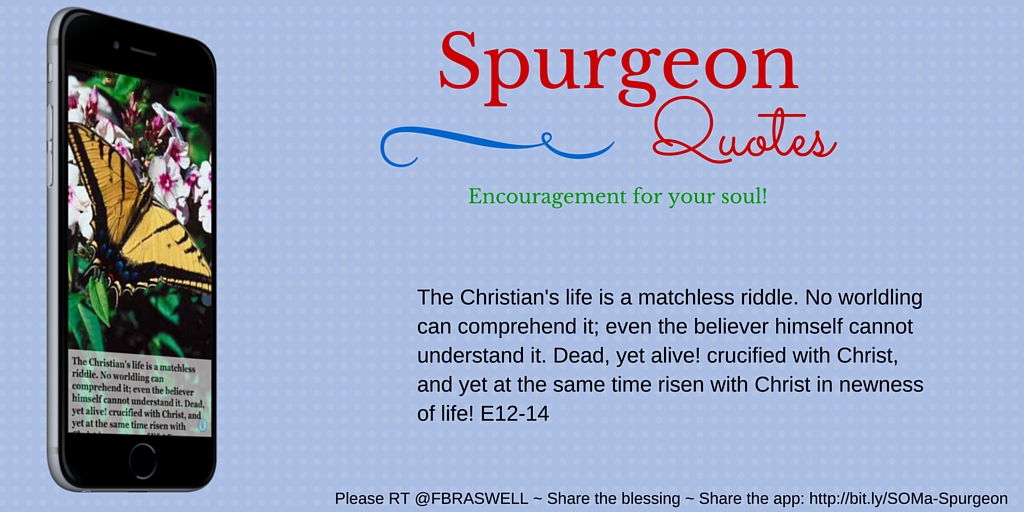 Spurgeon
Quotes
Encouragement for your soul!
The Christian's life is a matchless riddle. No worldling
can comprehend it; even the believer himself cannot
understand it. Dead, yet alive! crucified with Christ,
and yet at the same time risen with Christ in newness
of life! E12-14
The Christian's life is a matchless
riddle. No worldling can
comprehend it; even the believer
himself cannot understand it. Dead,
yet alive! crucified with Christ, and
yet at the same time risen with
Please RT @FBRASWELL ~ Share the blessing ~ Share the app: http://bit.ly/SOMa-Spurgeon